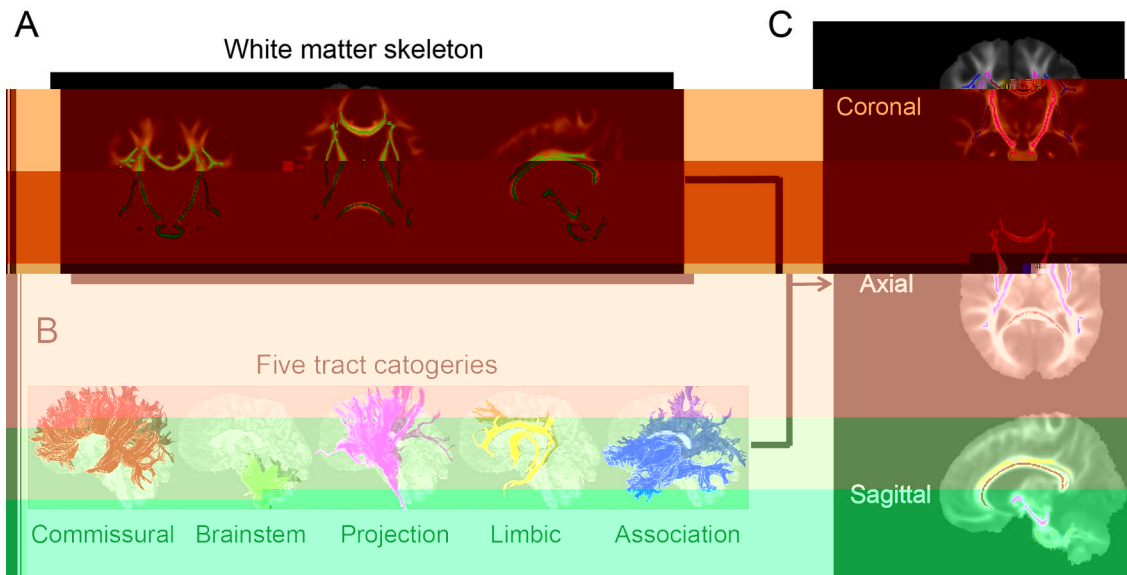 A
White matter skeleton
C
Coronal
Axial
B
Five tract catogeries
Sagittal
Commissural
Brainstem
Projection
Limbic
Association